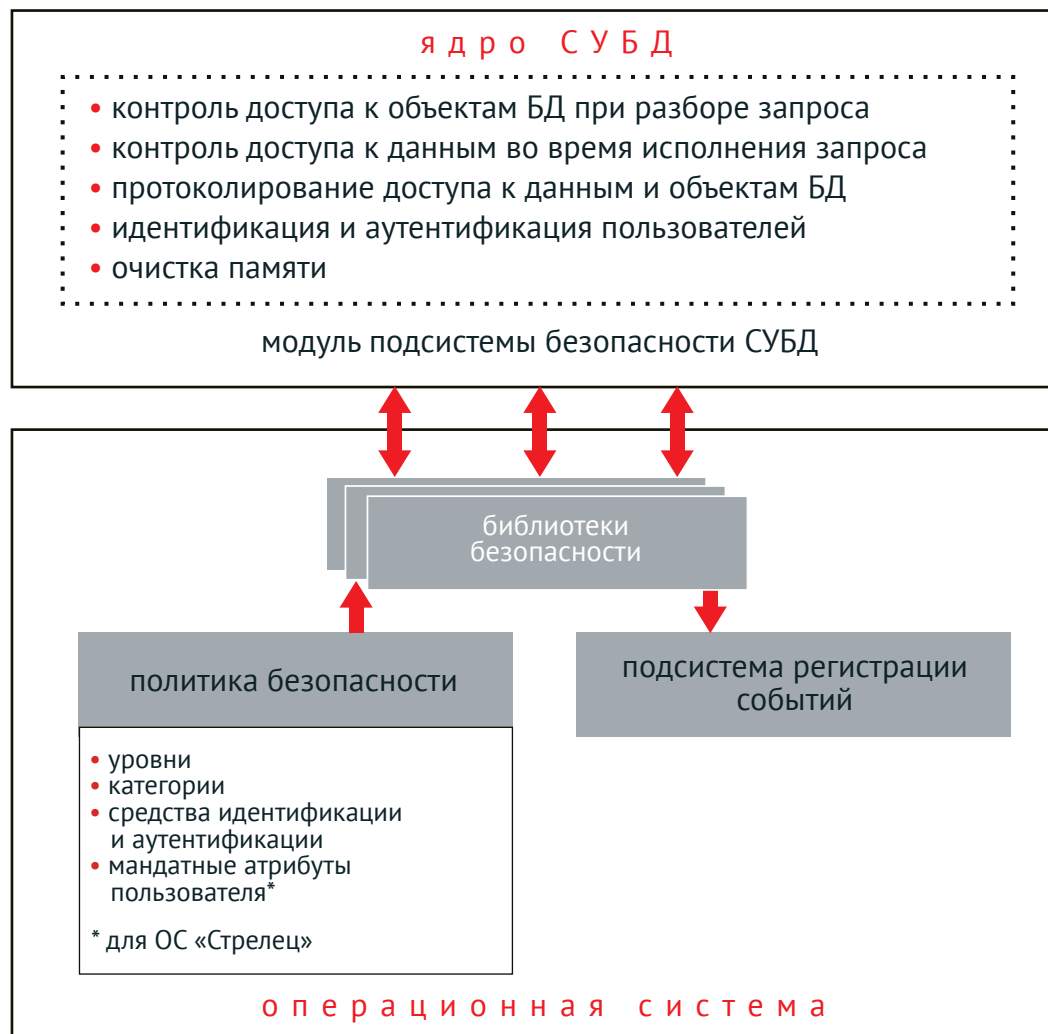 ядро СУБД
• контроль доступа к объектам БД при разборе запроса
• контроль доступа к данным во время исполнения запроса
• протоколирование доступа к данным и объектам БД
• идентификация и аутентификация пользователей
• очистка памяти
модуль подсистемы безопасности СУБД
библиотеки
безопасности
политика безопасности
• уровни
• категории
• средства идентификации
и аутентификации
• мандатные атрибуты
пользователя*
* для ОС «Стрелец»
подсистема регистрации
событий
операционная система